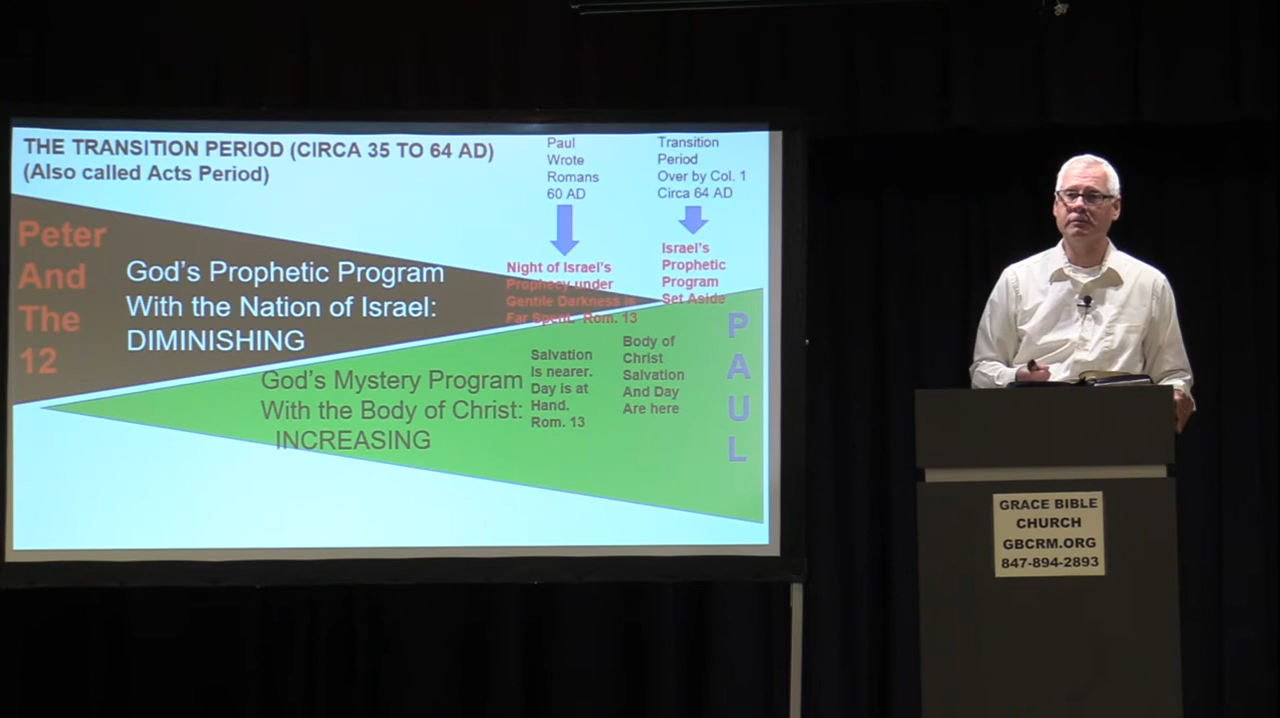 THE TRANSITION PERIOD (CIRCA 35 TO 64 AD)
(Also called Acts Period)
Paul
Wrote
Romans
60 AD
Transition
Period
Over by Col. 1
Circa 64 AD
Peter
And
The
12
God's Prophetic Program
With the Nation of Israel:
DIMINISHING
Night of Israel's
Prophecy under
Gentile Darkness is
Far Spent. Rom. 13
Israel's
Prophetic
Program
Set Aside
God's Mystery Program
With the Body of Christ:
INCREASING
Salvation
Is nearer.
Day is at
Hand.
Rom. 13
Body of
Christ
Salvation
And Day
Are here
P
A
U
L
GRACE BIBLE
CHURCH
GBCRM.ORG
847-894-2893